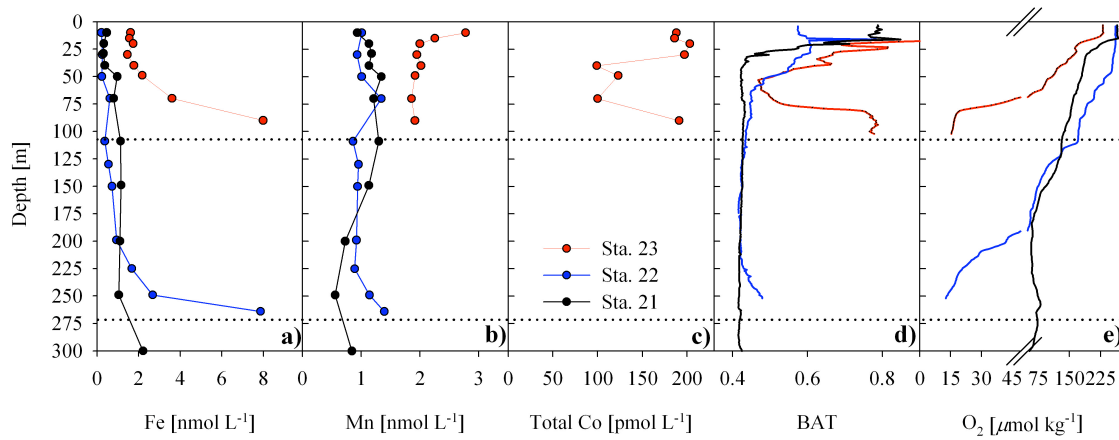 0
25
50
75
100
125
150
175
200
225
250
275
300
Depth [m]
0 4 8 12
0 1 2 3
0 50 100 150 200
0.4 0.6 0.8
0 15 30 45 75 150 225
Sta. 23
Sta. 22
Sta. 21
a) b) c) d) e)
Fe [nmol L⁻¹] Mn [nmol L⁻¹] Total Co [pmol L⁻¹] BAT O₂ [µmol kg⁻¹]